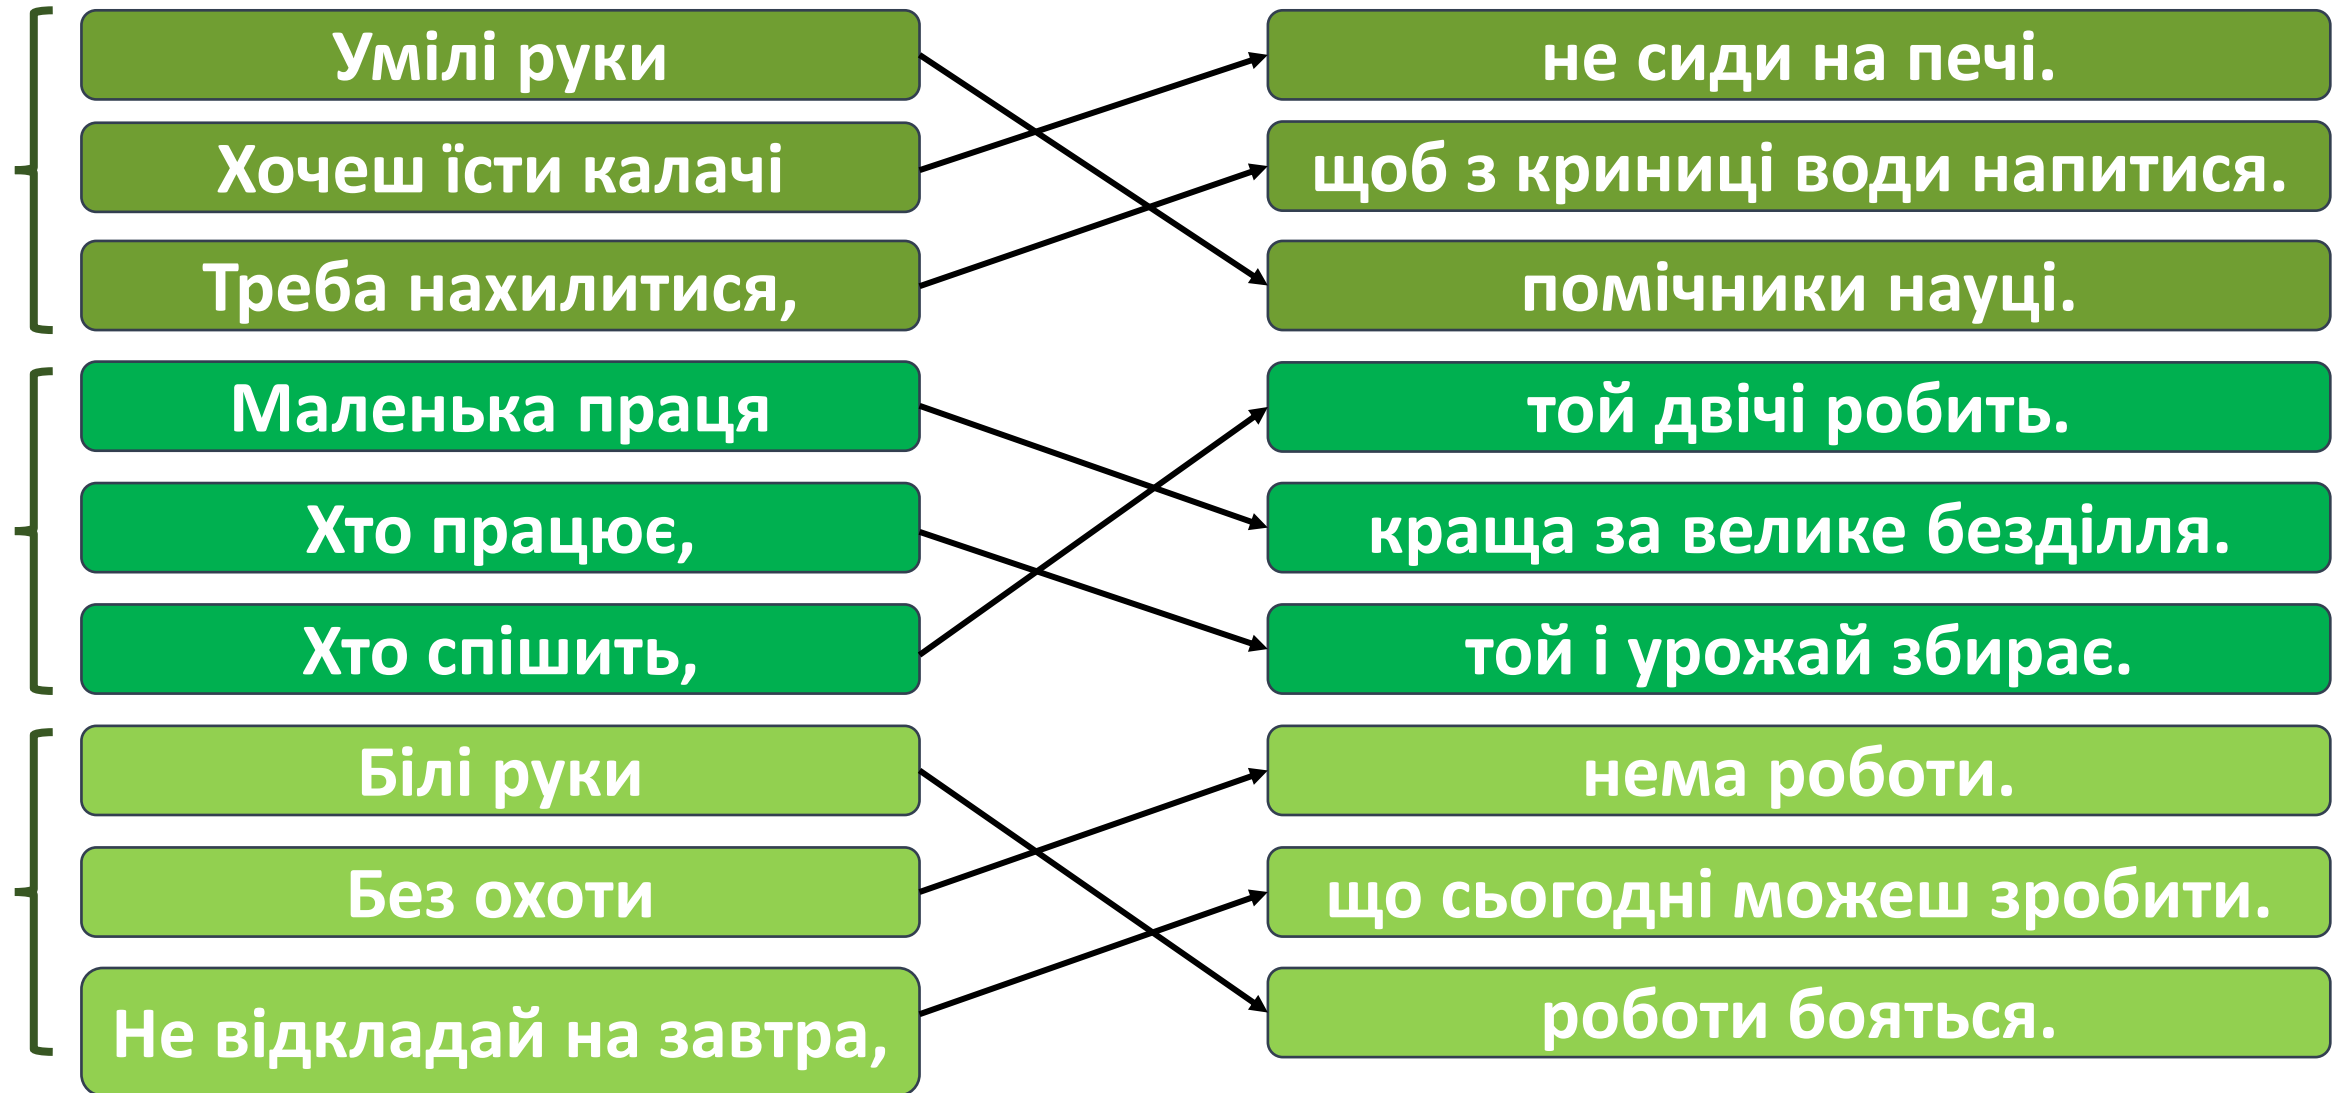 Умілі руки
не сиди на печі.
Хочеш їсти калачі
щоб з криниці води напитися.
Треба нахилитися,
помічники науці.
Маленька праця
той двічі робить.
Хто працює,
краща за велике безділля.
Хто спішить,
той і урожай збирає.
Білі руки
нема роботи.
Без охоти
що сьогодні можеш зробити.
Не відкладай на завтра,
роботи бояться.